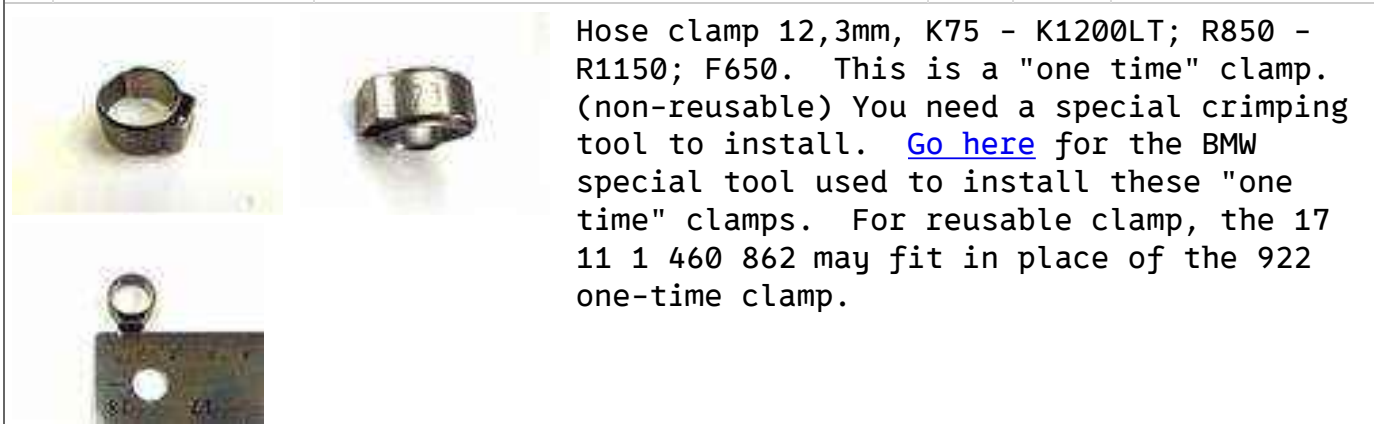 Hose clamp 12,3mm, K75 - K1200LT; R850 -
R1150; F650.  This is a "one time" clamp.
(non-reusable) You need a special crimping
tool to install.  Go here for the BMW
special tool used to install these "one
time" clamps.  For reusable clamp, the 17
11 1 460 862 may fit in place of the 922
one-time clamp.